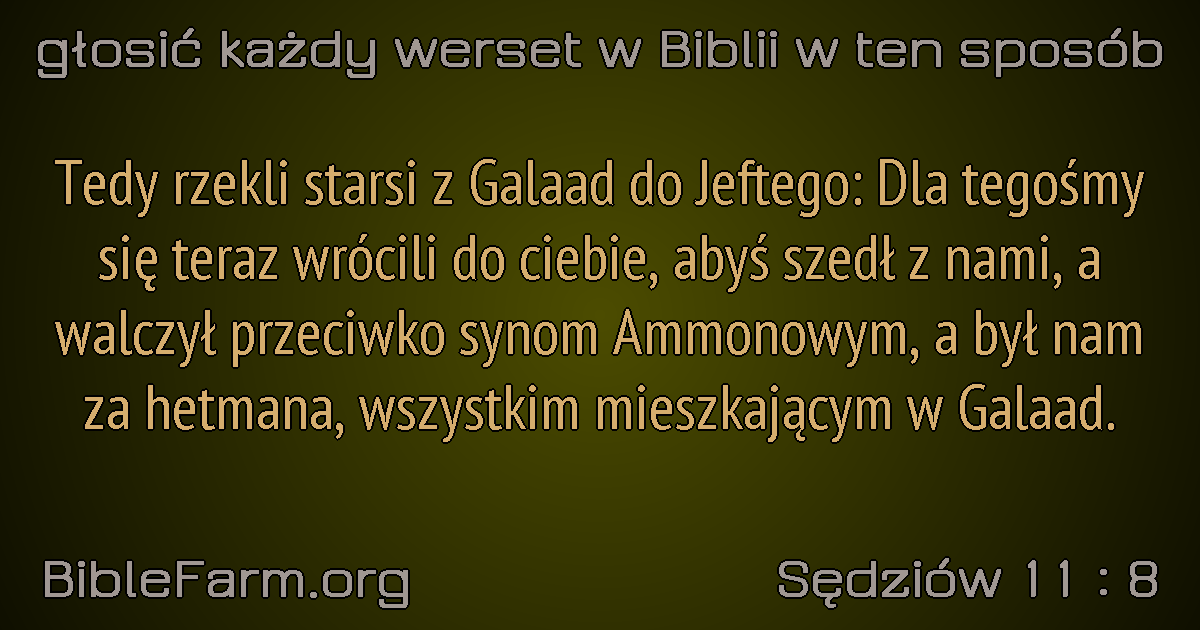 głosić każdy werset w Biblii w ten sposób
Tedy rzekli starsi z Galaad do Jeftego: Dla tegośmy
się teraz wrócili do ciebie, abyś szedł z nami, a
walczył przeciwko synom Ammonowym, a był nam
za hetmana, wszystkim mieszkającym w Galaad.
BibleFarm.org
Sędziów 11 : 8